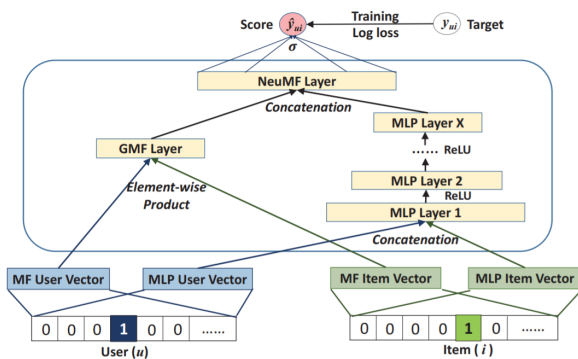 Score ŷui Training yui Target
Log loss
σ
NeuMF Layer
Concatenation
MLP Layer X
GMF Layer
...... ReLU
Element-wise
Product
MLP Layer 2
ReLU
MLP Layer 1
Concatenation
MF User Vector MLP User Vector MF Item Vector MLP Item Vector
0 0 0 1 0 0 ...... 0 0 0 0 1 0 ......
User (u) Item ( i )